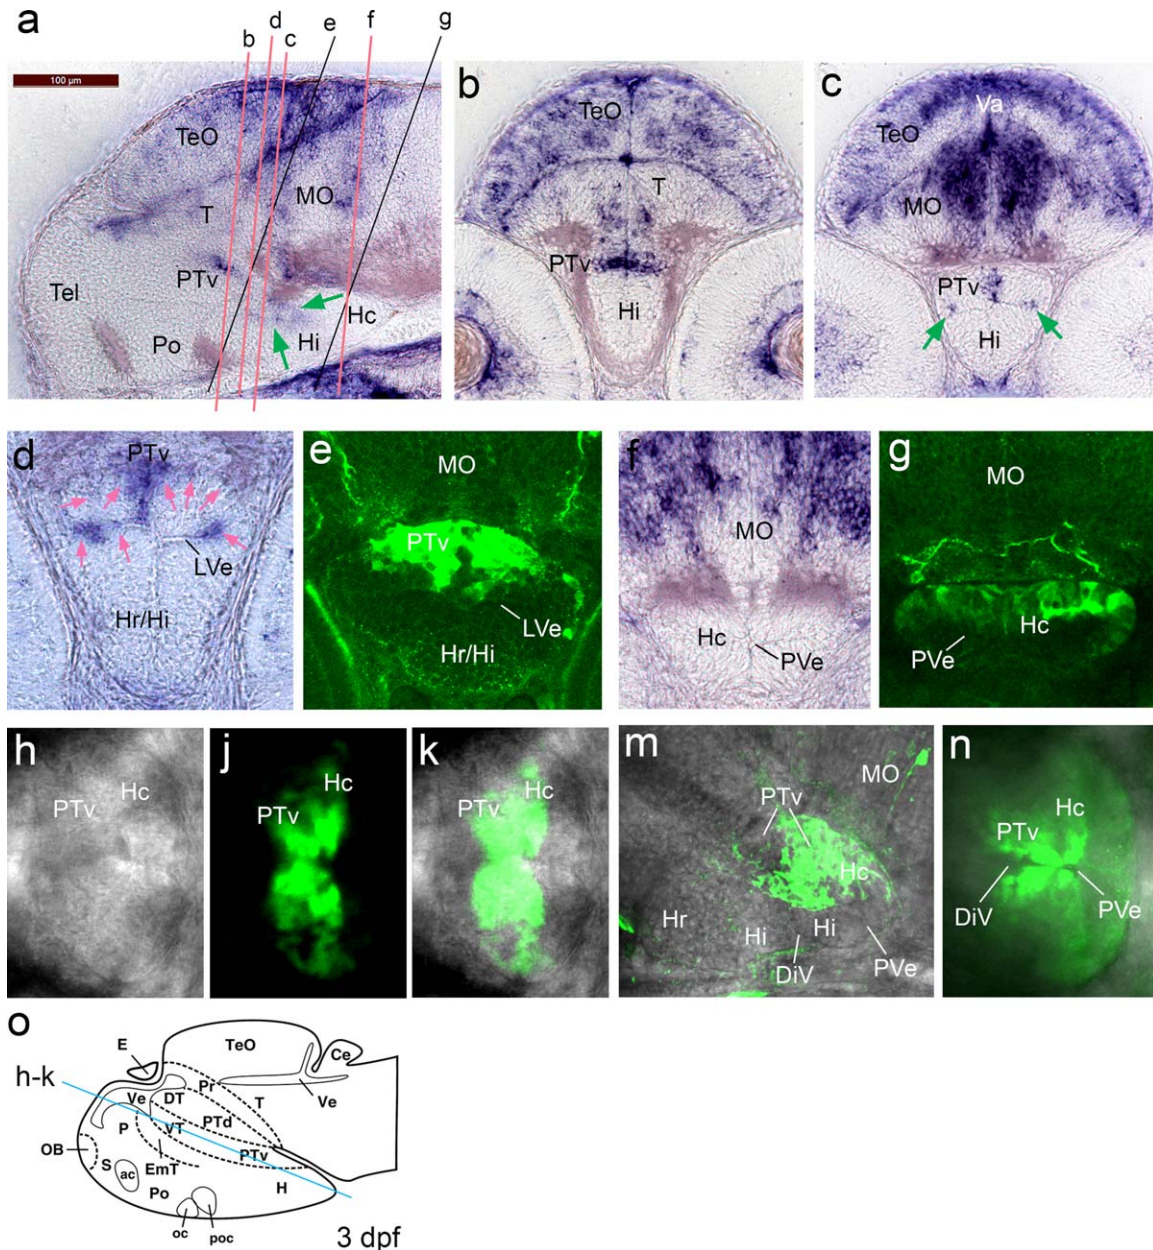 a
b d c e f g
100 µm
TeO
T
MO
PTv
Tel
Po
Hi
Hc
b
TeO
T
PTv
Hi
c
Va
TeO
MO
PTv
Hi
d
PTv
LVe
Hr/Hi
e
MO
PTv
LVe
Hr/Hi
f
MO
Hc
PVe
g
MO
Hc
PVe
h
PTv Hc
j
Hc
PTv
k
Hc
PTv
m
MO
PTv
Hc
Hr
Hi Hi
DiV PVe
n
Hc
PTv
DiV PVe
o
h-k
E
TeO
Ce
Pr
Ve DT T Ve
PTd
P VT
OB
EmT PTv
S ac
Po H
oc poc
3 dpf